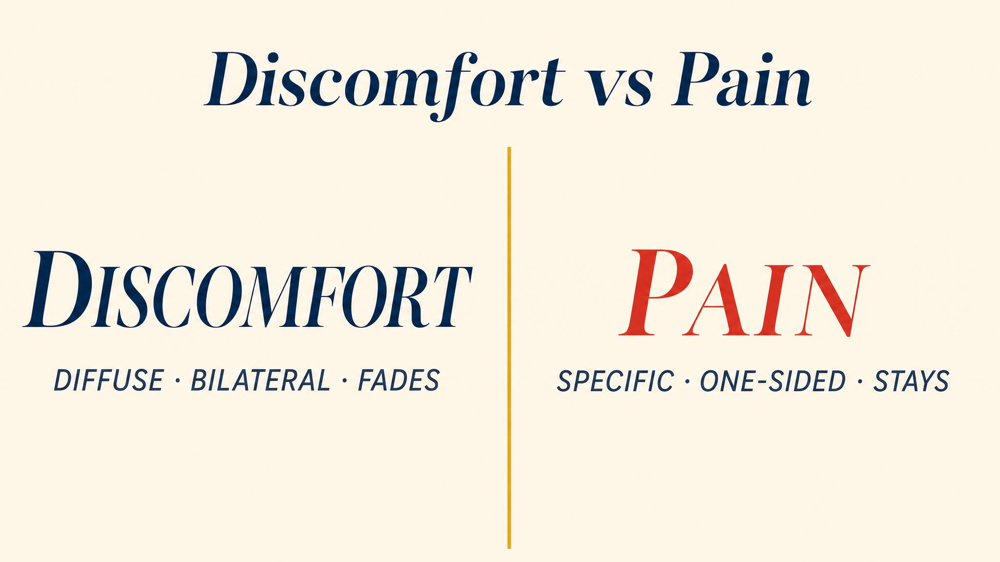 Discomfort vs Pain
DISCOMFORT
DIFFUSE · BILATERAL · FADES
PAIN
SPECIFIC · ONE-SIDED · STAYS